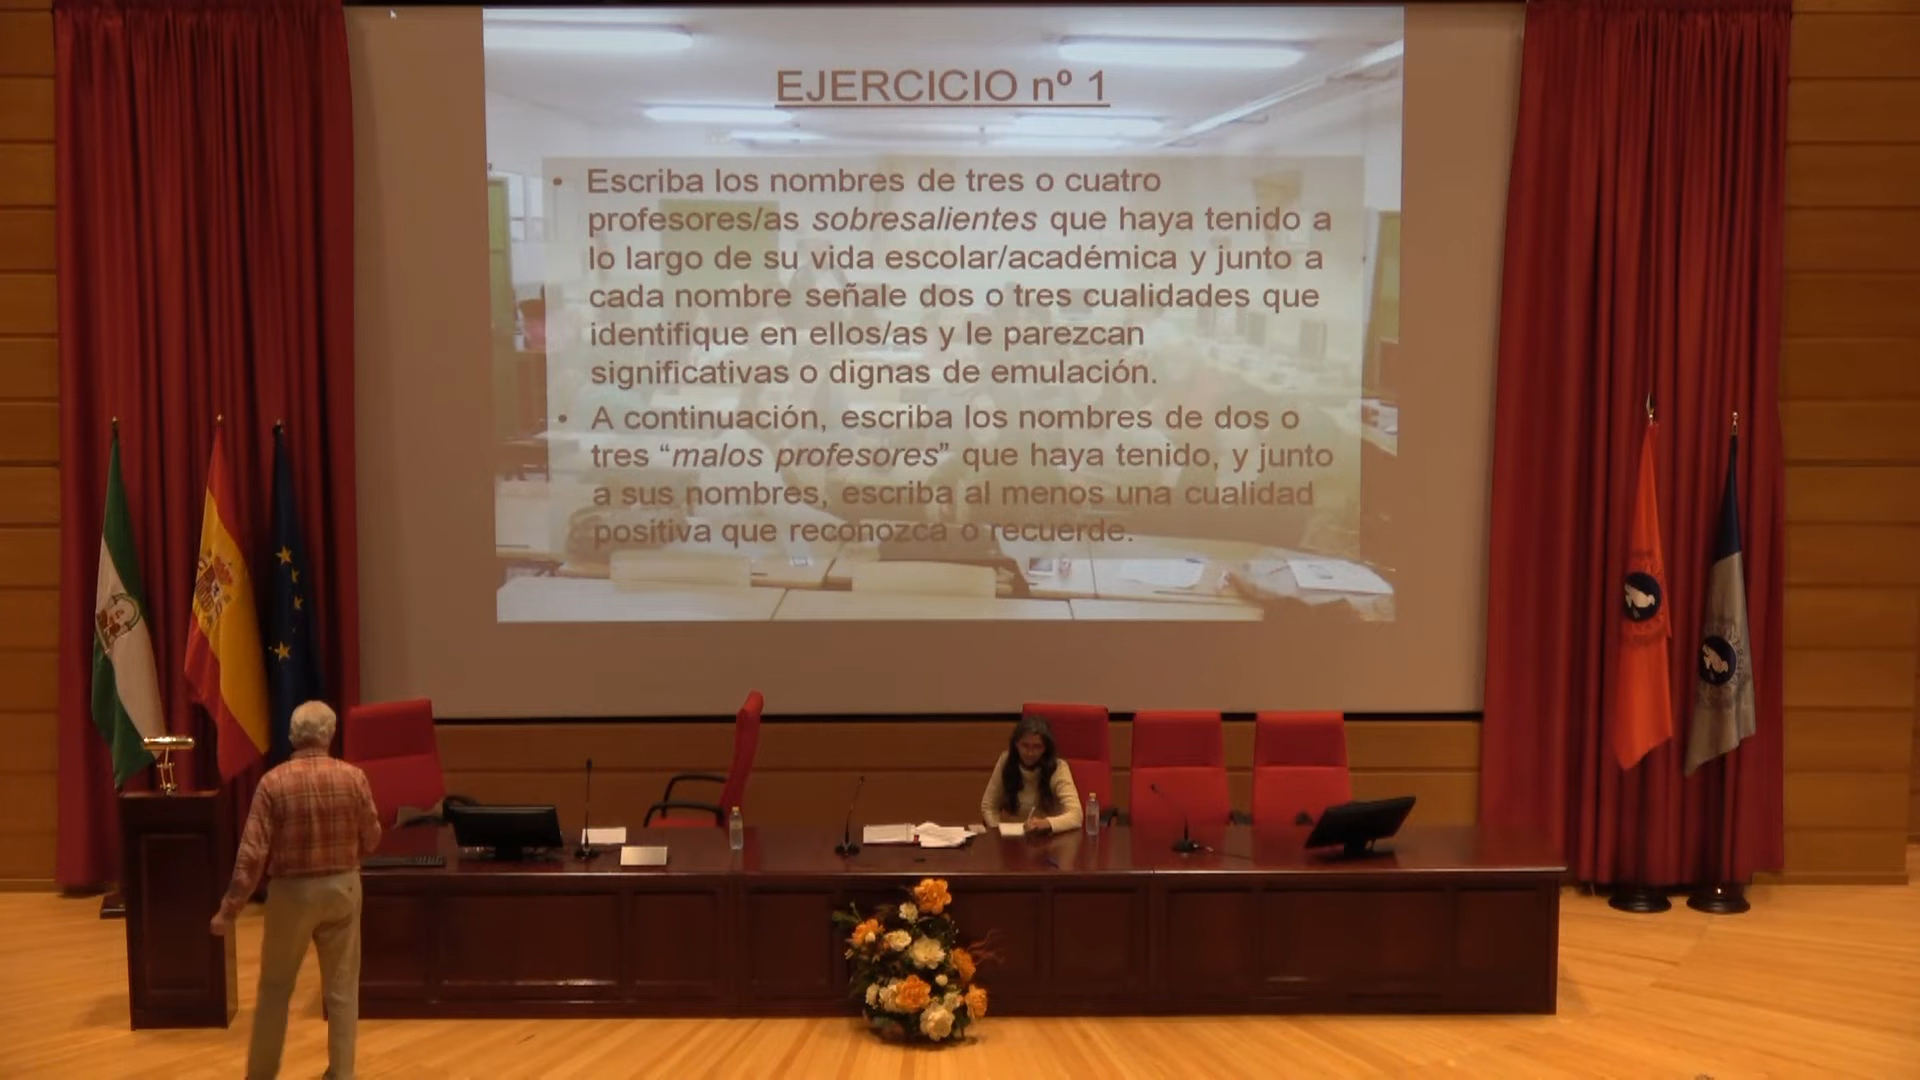 EJERCICIO nº 1
• Escriba los nombres de tres o cuatro
profesores/as sobresalientes que haya tenido a
lo largo de su vida escolar/académica y junto a
cada nombre señale dos o tres cualidades que
identifique en ellos/as y le parezcan
significativas o dignas de emulación.
• A continuación, escriba los nombres de dos o
tres “malos profesores” que haya tenido, y junto
a sus nombres, escriba al menos una cualidad
positiva que reconozca o recuerde.